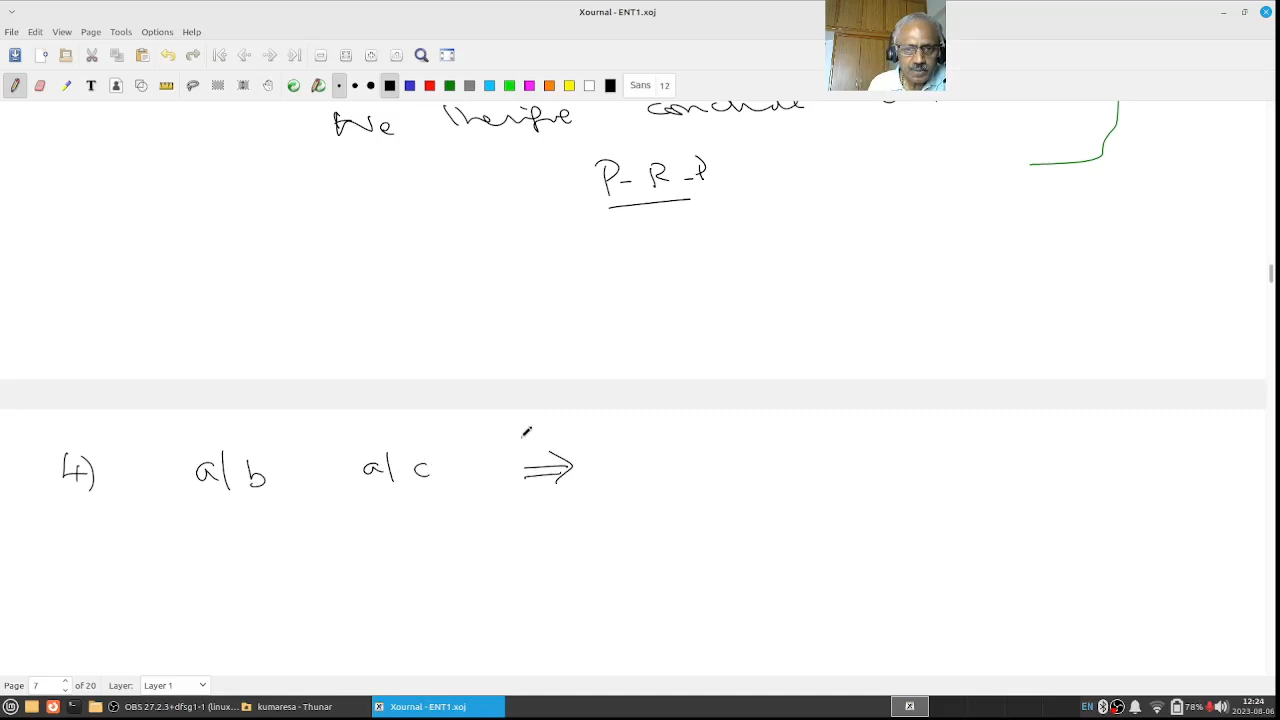 Xournal - ENT1.xoj
File Edit View Page Tools Options Help
T Sans 12
We therefore conclude
P-R-P
4) a|b a|c ⇒
Page 7 of 20 Layer: Layer 1
OBS 27.2.3+dfsg1-1 (linux... kumaresa - Thunar Xournal - ENT1.xoj EN 78% 12:24
2023-08-06